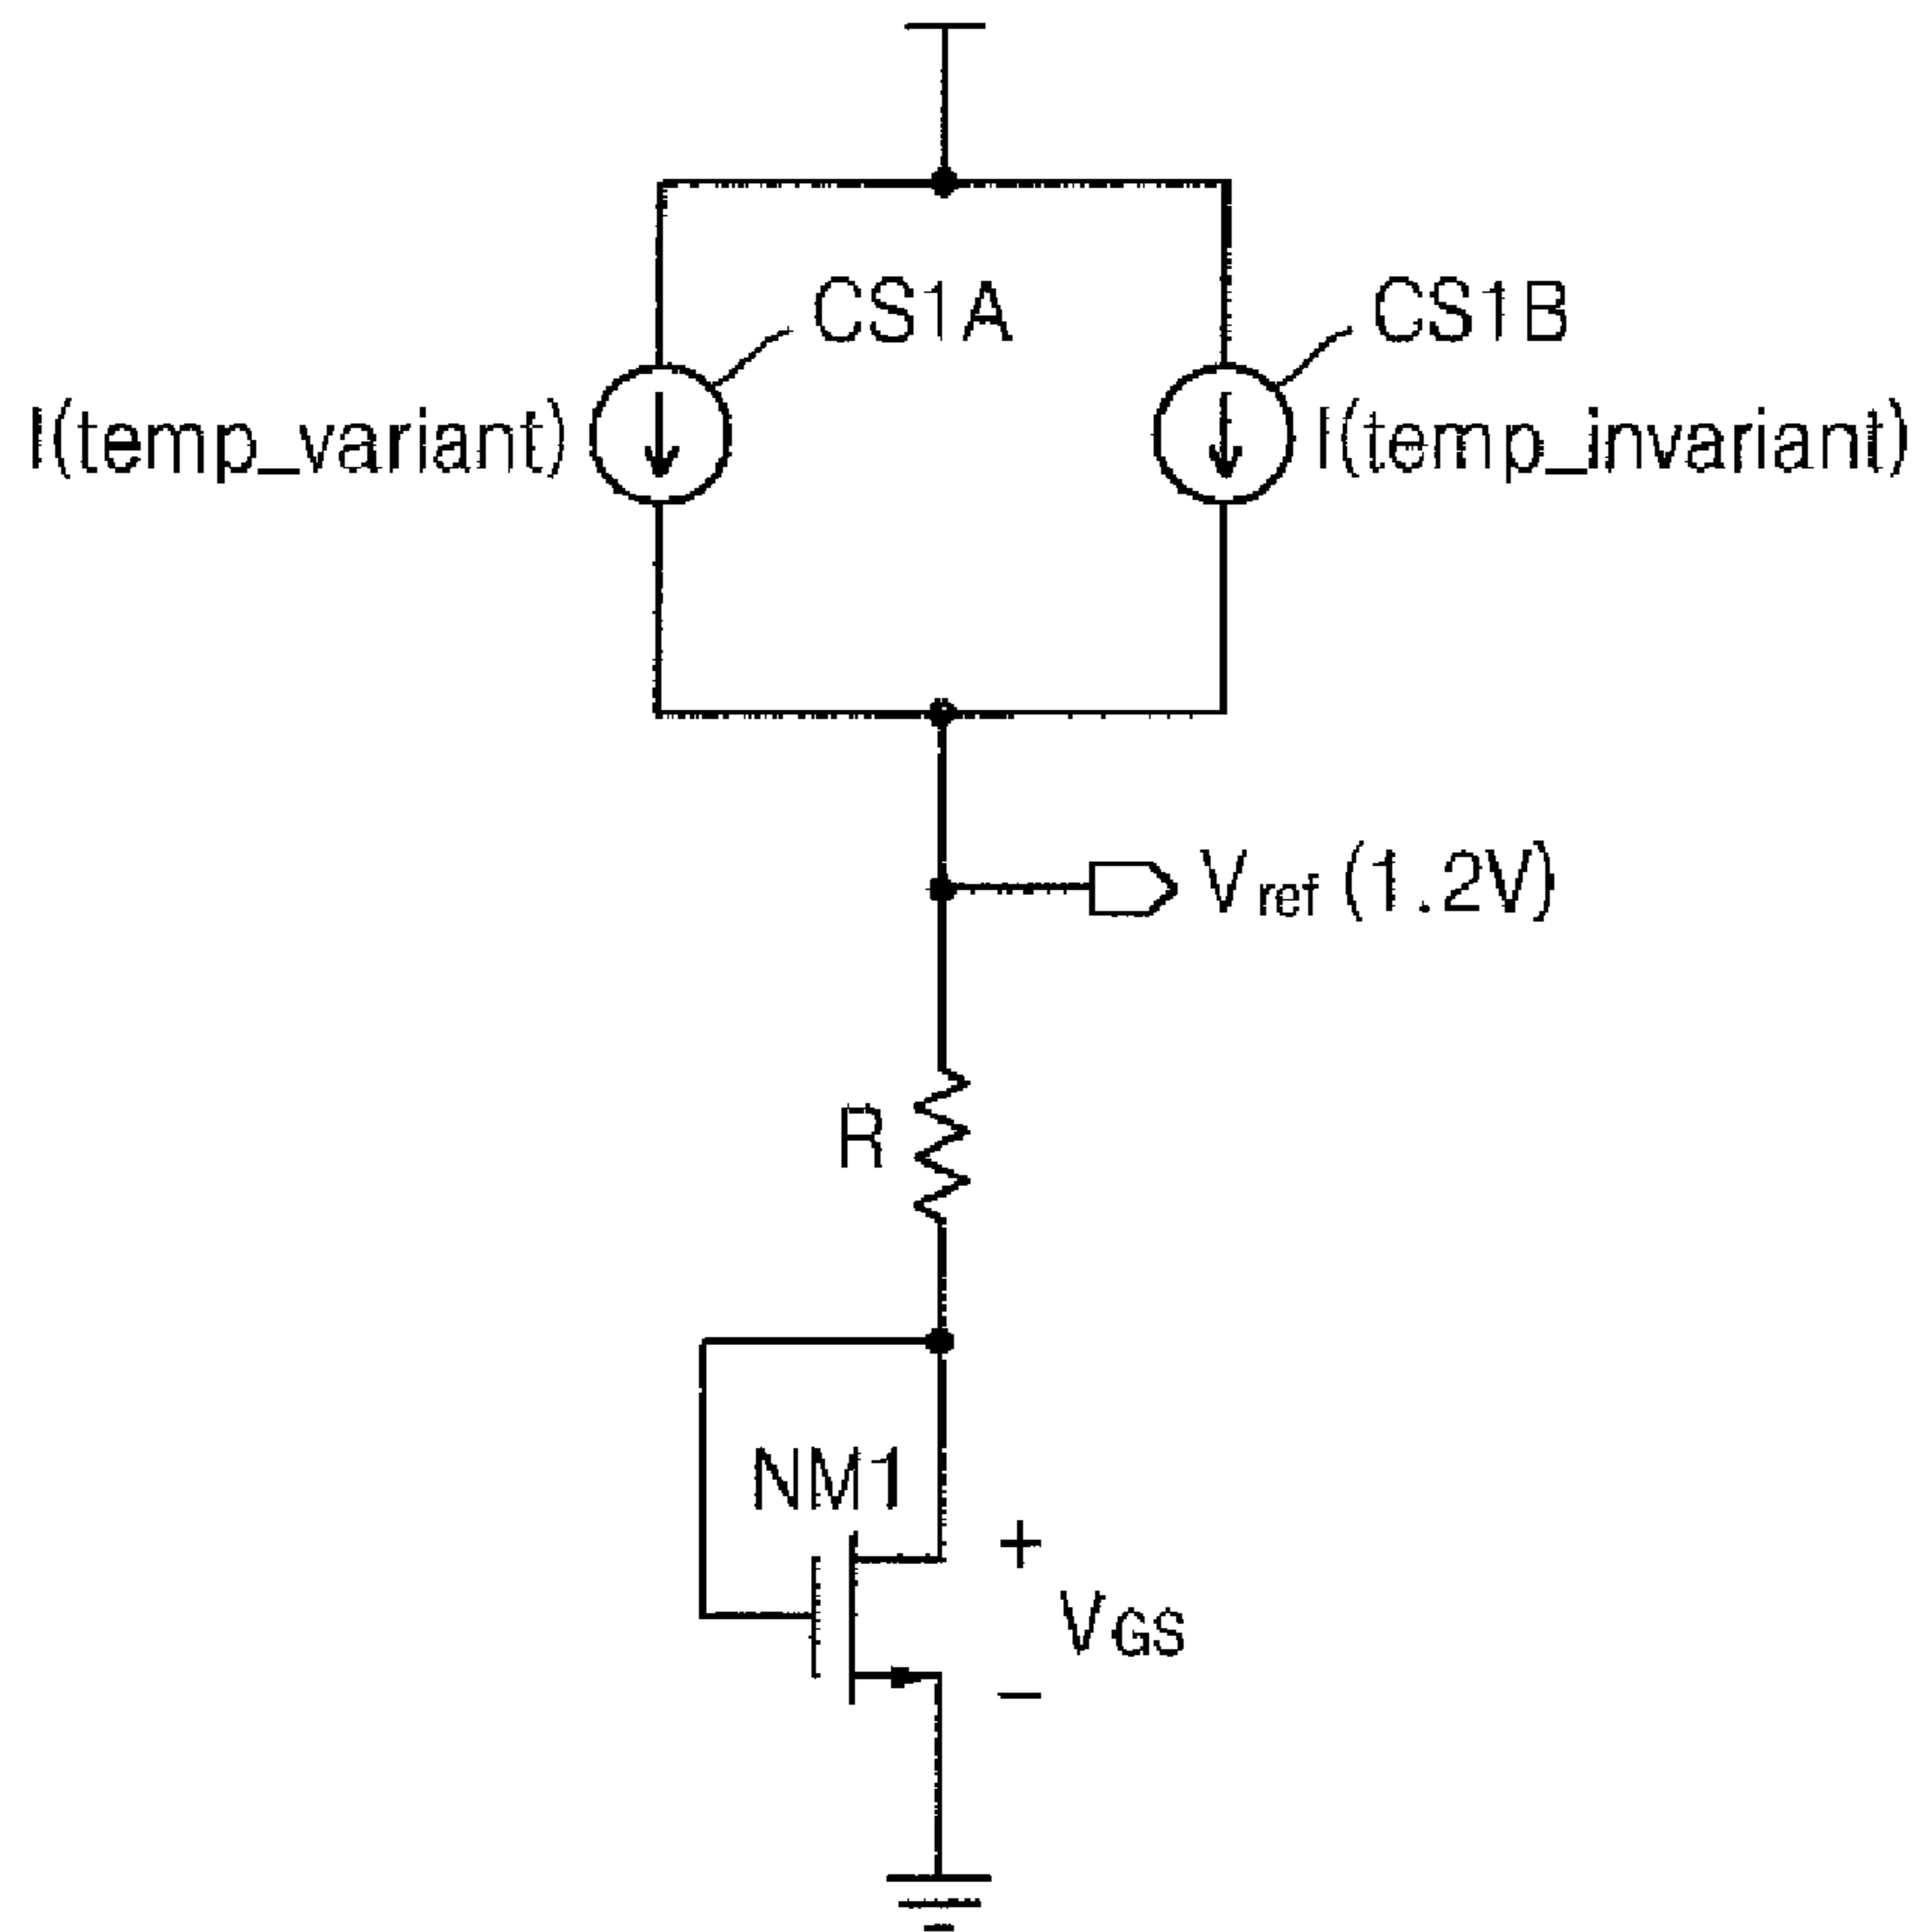 CS1A
CS1B
I(temp_variant)
I(temp_invariant)
Vref (1.2V)
R
NM1
+
VGS
−